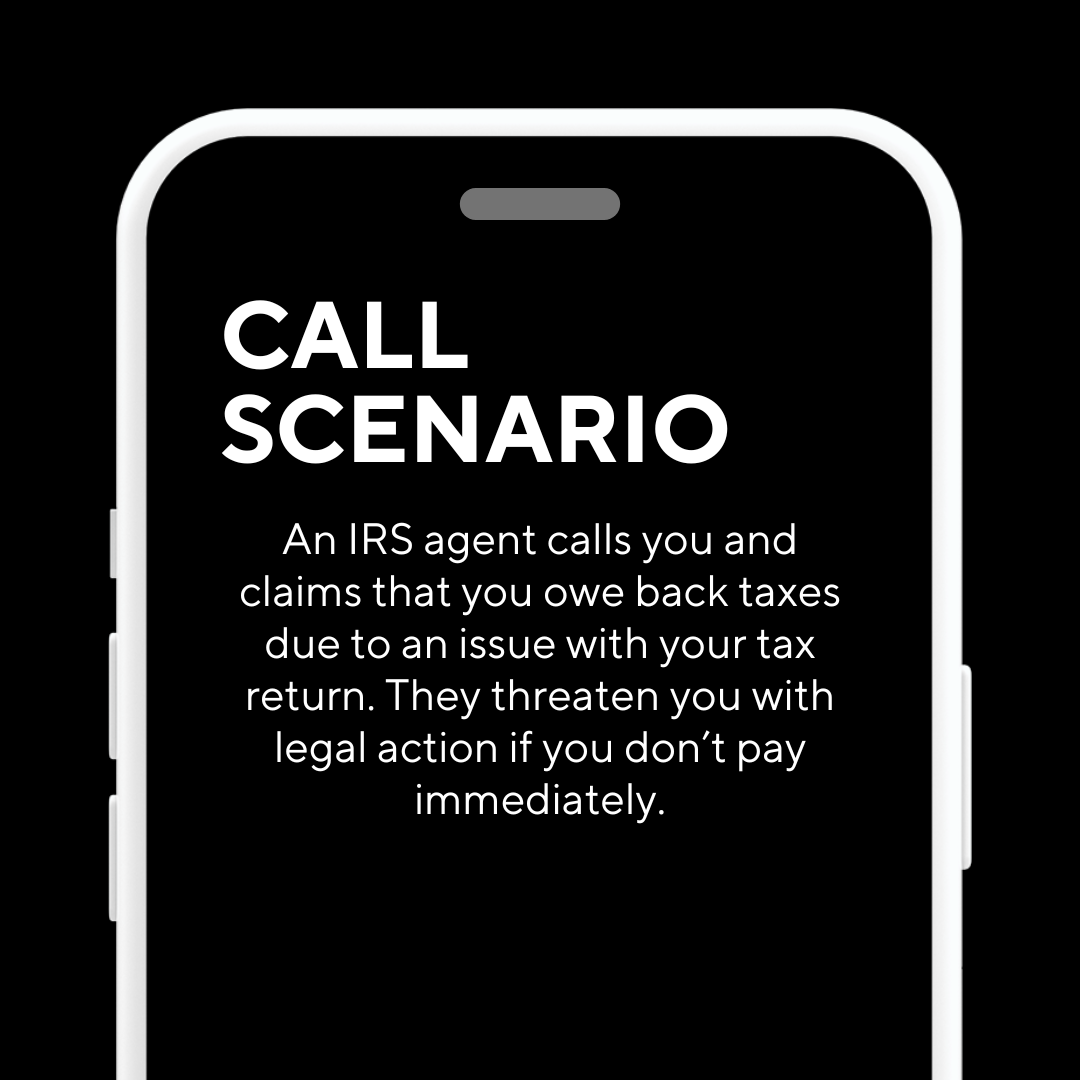 CALL
SCENARIO
An IRS agent calls you and
claims that you owe back taxes
due to an issue with your tax
return. They threaten you with
legal action if you don’t pay
immediately.